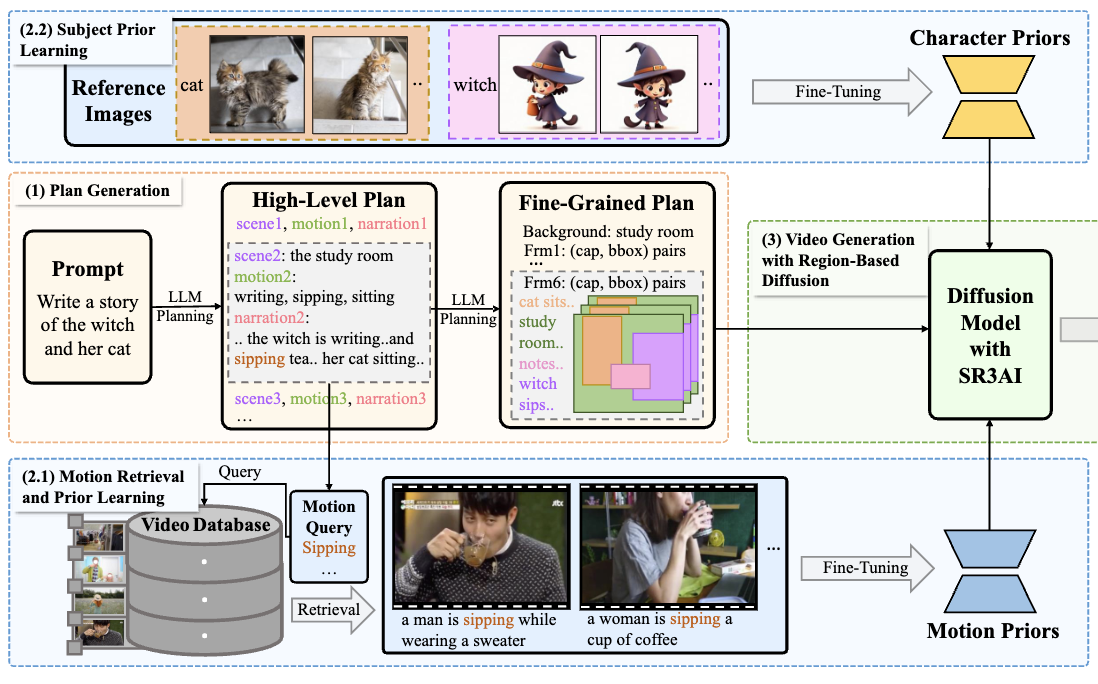 (2.2) Subject Prior
Learning
Reference
Images
cat
..
witch
..
Fine-Tuning
Character Priors
(1) Plan Generation
Prompt
Write a story
of the witch
and her cat
LLM
Planning
High-Level Plan
scene1, motion1, narration1
scene2: the study room
motion2:
writing, sipping, sitting
narration2:
.. the witch is writing..and
sipping tea.. her cat sitting..
scene3, motion3, narration3
...
LLM
Planning
Fine-Grained Plan
Background: study room
Frm1: (cap, bbox) pairs
...
Frm6: (cap, bbox) pairs
cat sits..
study
room..
notes..
witch
sips..
(3) Video Generation
with Region-Based
Diffusion
Diffusion
Model
with
SR3AI
(2.1) Motion Retrieval
and Prior Learning
Query
Video Database
Motion
Query
Sipping
...
Retrieval
jtbc
a man is sipping while
wearing a sweater
a woman is sipping a
cup of coffee
...
Fine-Tuning
Motion Priors